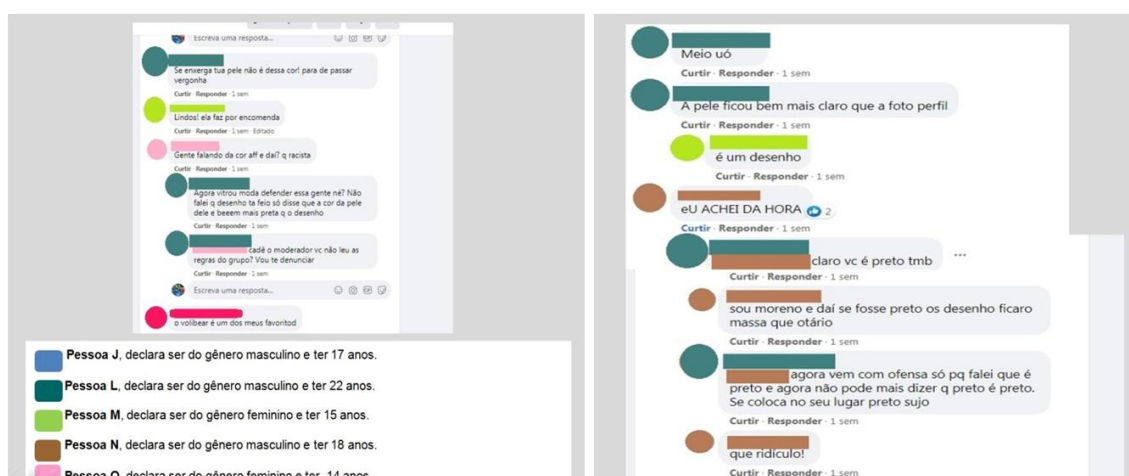 Escreva uma resposta...
Se enxerga tua pele não é dessa cor! para de passar
vergonha
Curtir · Responder · 1 sem
Lindos! ela faz por encomenda
Curtir · Responder · 1 sem · Editado
Gente falando da cor aff e daí? q racista
Curtir · Responder · 1 sem
Agora vitrou moda defender essa gente né? Não
falei q desenho ta feio só disse que a cor da pele
dele e beeem mais preta q o desenho
Curtir · Responder · 1 sem
cadê o moderador vc não leu as
regras do grupo? Vou te denunciar
Curtir · Responder · 1 sem
Escreva uma resposta...
o volibear é um dos meus favoritod
Pessoa J, declara ser do gênero masculino e ter 17 anos.
Pessoa L, declara ser do gênero masculino e ter 22 anos.
Pessoa M, declara ser do gênero feminino e ter 15 anos.
Pessoa N, declara ser do gênero masculino e ter 18 anos.
Pessoa O, declara ser do gênero feminino e ter 14 anos.
Meio uó
Curtir · Responder · 1 sem
A pele ficou bem mais claro que a foto perfil
Curtir · Responder · 1 sem
é um desenho
Curtir · Responder · 1 sem
eU ACHEI DA HORA 2
Curtir · Responder · 1 sem
claro vc é preto tmb
Curtir · Responder · 1 sem
sou moreno e daí se fosse preto os desenho ficaro
massa que otário
Curtir · Responder · 1 sem
agora vem com ofensa só pq falei que é
preto e agora não pode mais dizer q preto é preto.
Se coloca no seu lugar preto sujo
Curtir · Responder · 1 sem
que ridículo!
Curtir · Responder · 1 sem